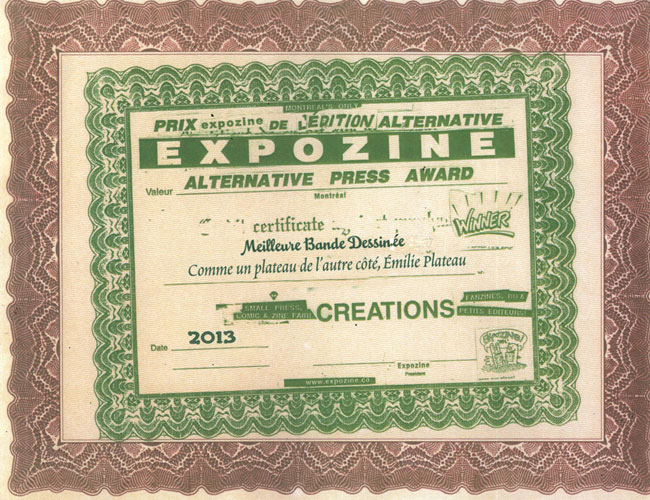 MONTREAL'S ONLY
PRIX expozine DE L'ÉDITION ALTERNATIVE
EXPOZINE
ALTERNATIVE PRESS AWARD
Valeur
Montréal
certificate
WINNER
Meilleure Bande Dessinée
Comme un plateau de l'autre côté, Émilie Plateau
SMALL PRESS,
COMIC & ZINE FAIR
CREATIONS
FANZINES, BD &
PETITS EDITEURS!
Date 2013
Expozine
Président
www.expozine.ca